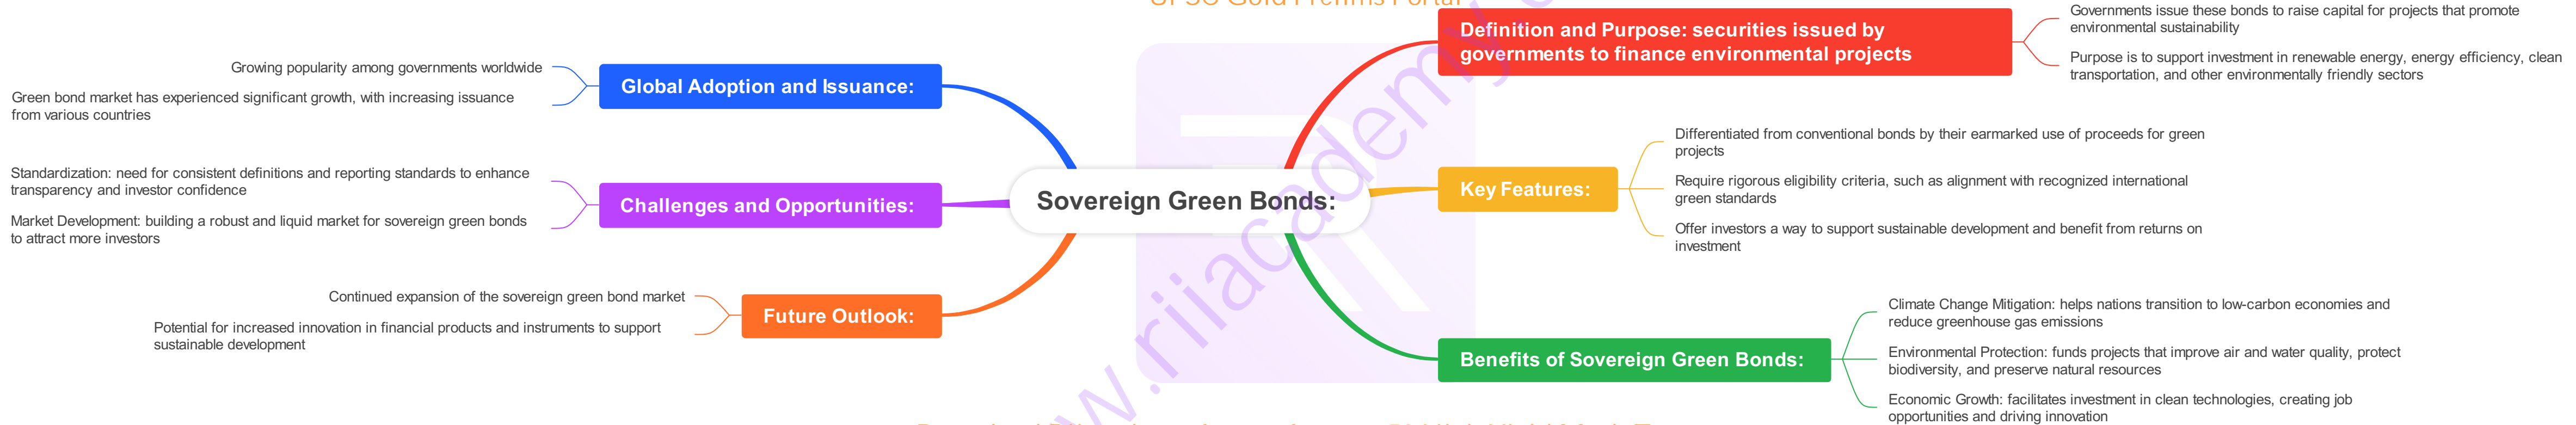 UPSC Gold Prelims Portal
Sovereign Green Bonds:
Definition and Purpose: securities issued by
governments to finance environmental projects
Governments issue these bonds to raise capital for projects that promote
environmental sustainability
Purpose is to support investment in renewable energy, energy efficiency, clean
transportation, and other environmentally friendly sectors
Key Features:
Differentiated from conventional bonds by their earmarked use of proceeds for green
projects
Require rigorous eligibility criteria, such as alignment with recognized international
green standards
Offer investors a way to support sustainable development and benefit from returns on
investment
Benefits of Sovereign Green Bonds:
Climate Change Mitigation: helps nations transition to low-carbon economies and
reduce greenhouse gas emissions
Environmental Protection: funds projects that improve air and water quality, protect
biodiversity, and preserve natural resources
Economic Growth: facilitates investment in clean technologies, creating job
opportunities and driving innovation
Global Adoption and Issuance:
Growing popularity among governments worldwide
Green bond market has experienced significant growth, with increasing issuance
from various countries
Challenges and Opportunities:
Standardization: need for consistent definitions and reporting standards to enhance
transparency and investor confidence
Market Development: building a robust and liquid market for sovereign green bonds
to attract more investors
Future Outlook:
Continued expansion of the sovereign green bond market
Potential for increased innovation in financial products and instruments to support
sustainable development